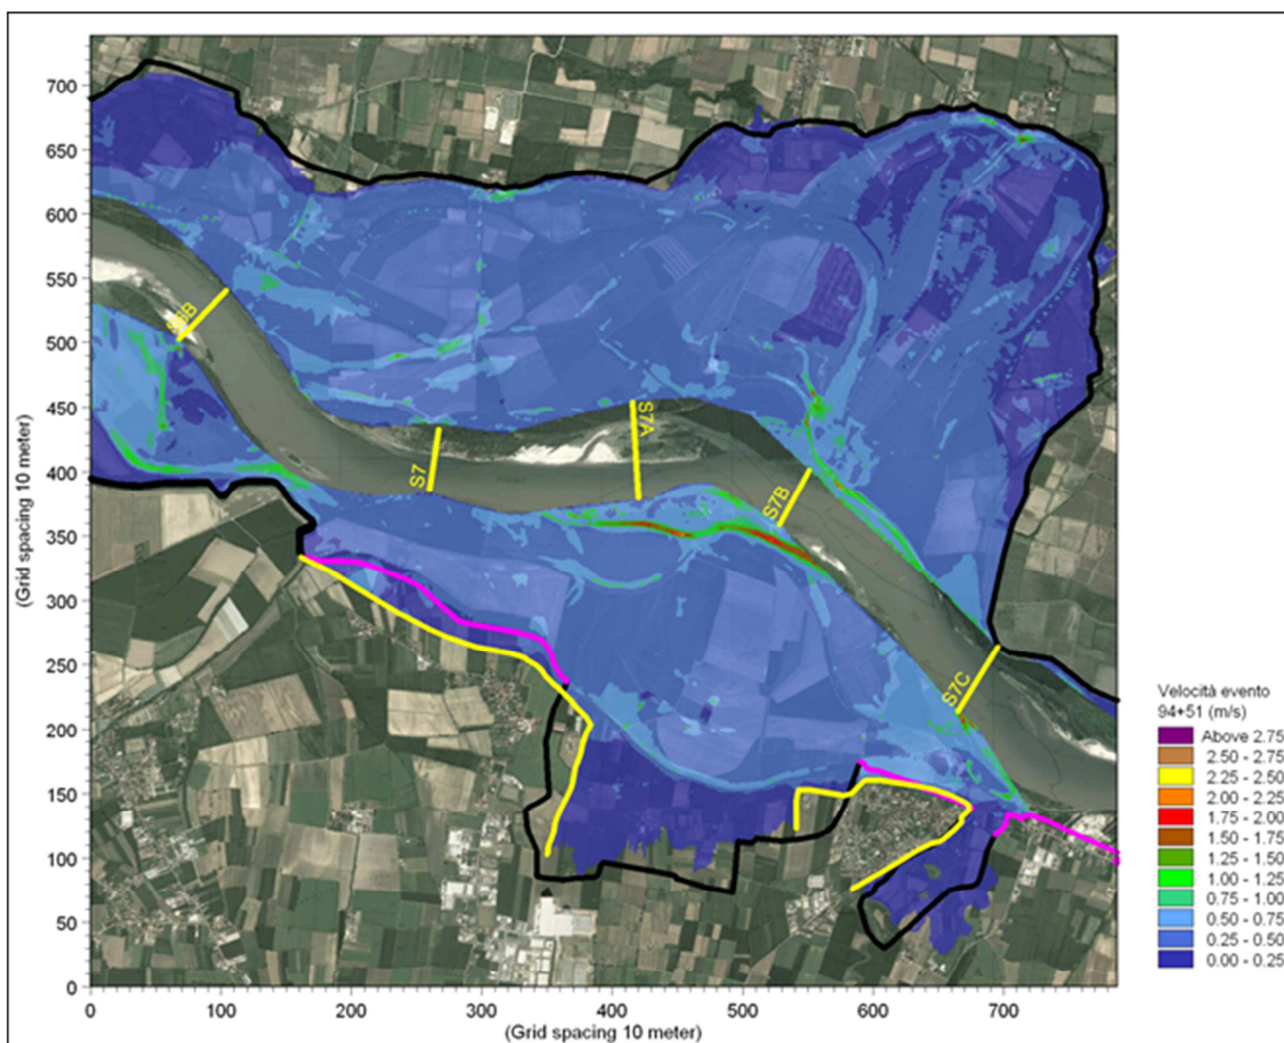 700
650
600
550
500
450
400
350
300
250
200
150
100
50
0
(Grid spacing 10 meter)
0 100 200 300 400 500 600 700
(Grid spacing 10 meter)
S6B
S7
S7A
S7B
S7C
FIUME
Velocità evento
94+51 (m/s)
Above 2.75
2.50 - 2.75
2.25 - 2.50
2.00 - 2.25
1.75 - 2.00
1.50 - 1.75
1.25 - 1.50
1.00 - 1.25
0.75 - 1.00
0.50 - 0.75
0.25 - 0.50
0.00 - 0.25